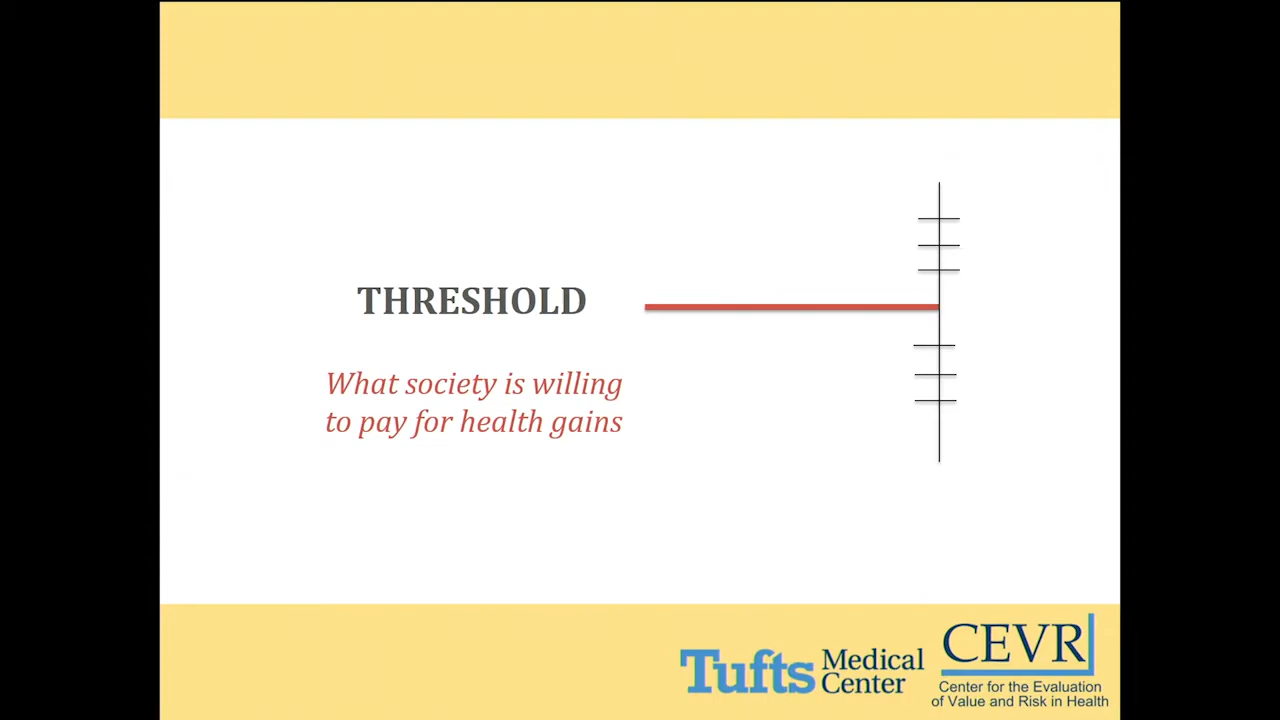 THRESHOLD
What society is willing
to pay for health gains
Tufts Medical
Center
CEVR
Center for the Evaluation
of Value and Risk in Health